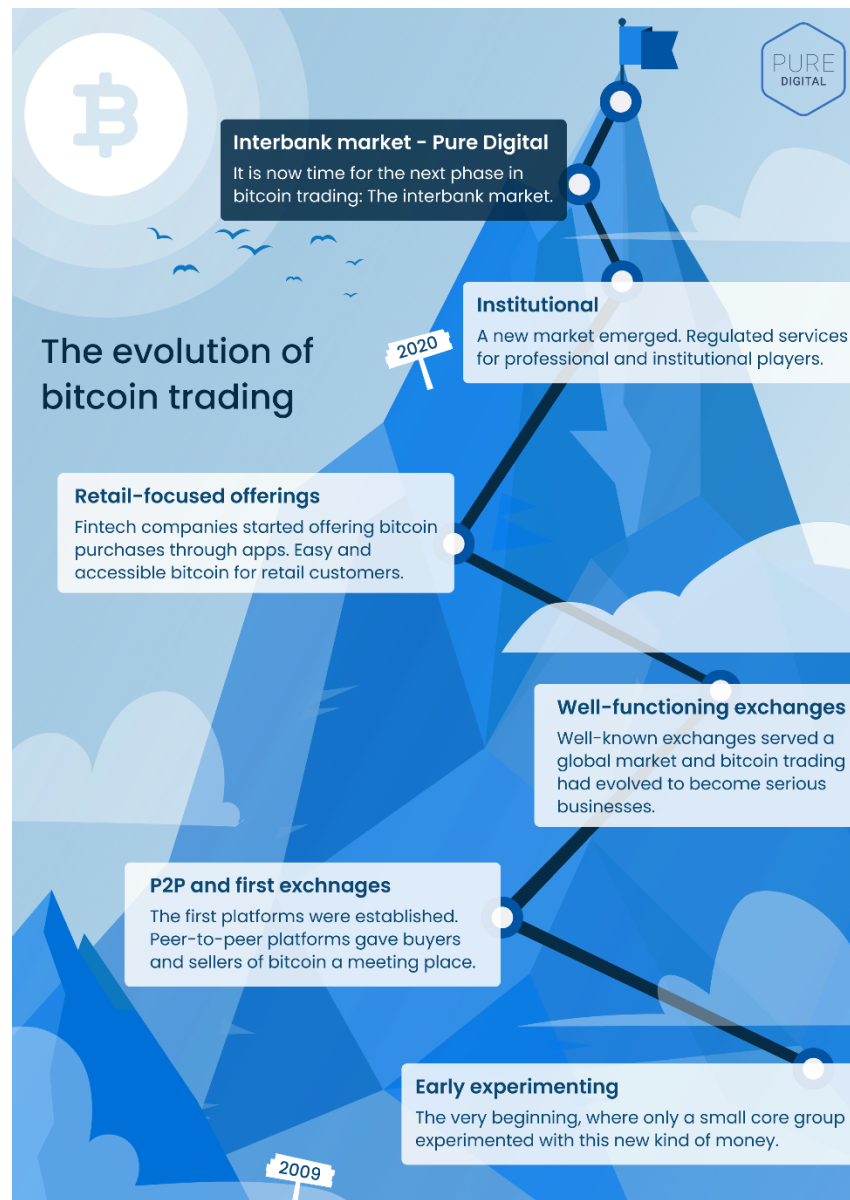 PURE
DIGITAL
Interbank market - Pure Digital
It is now time for the next phase in
bitcoin trading: The interbank market.
Institutional
A new market emerged. Regulated services
for professional and institutional players.
2020
The evolution of
bitcoin trading
Retail-focused offerings
Fintech companies started offering bitcoin
purchases through apps. Easy and
accessible bitcoin for retail customers.
Well-functioning exchanges
Well-known exchanges served a
global market and bitcoin trading
had evolved to become serious
businesses.
P2P and first exchnages
The first platforms were established.
Peer-to-peer platforms gave buyers
and sellers of bitcoin a meeting place.
Early experimenting
The very beginning, where only a small core group
experimented with this new kind of money.
2009